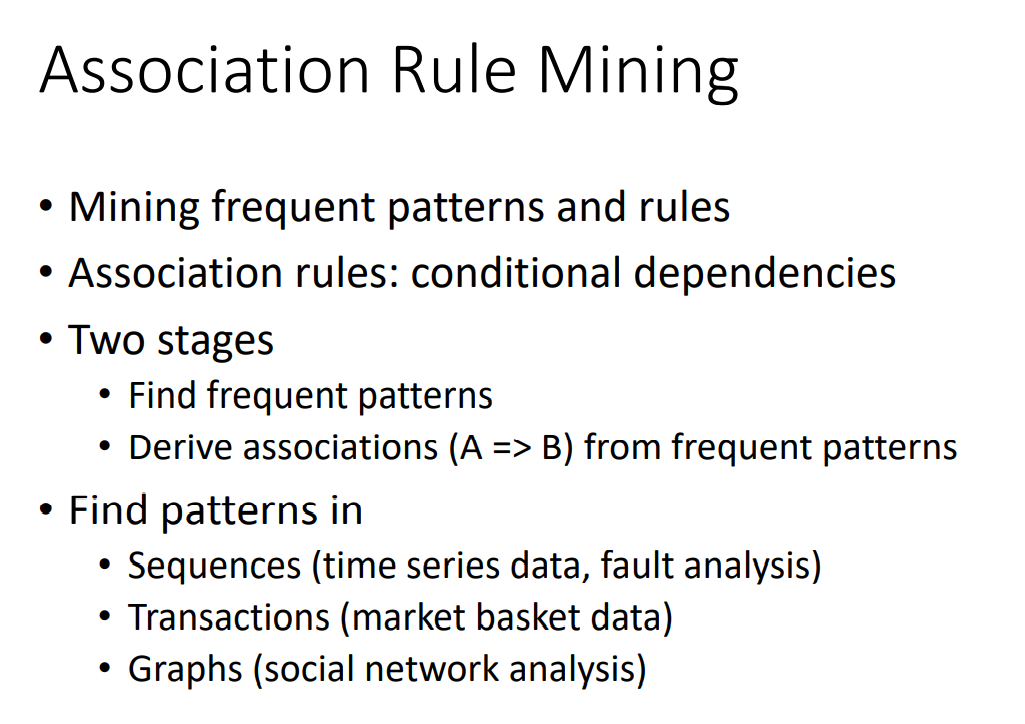 Association Rule Mining
• Mining frequent patterns and rules
• Association rules: conditional dependencies
• Two stages
• Find frequent patterns
• Derive associations (A => B) from frequent patterns
• Find patterns in
• Sequences (time series data, fault analysis)
• Transactions (market basket data)
• Graphs (social network analysis)